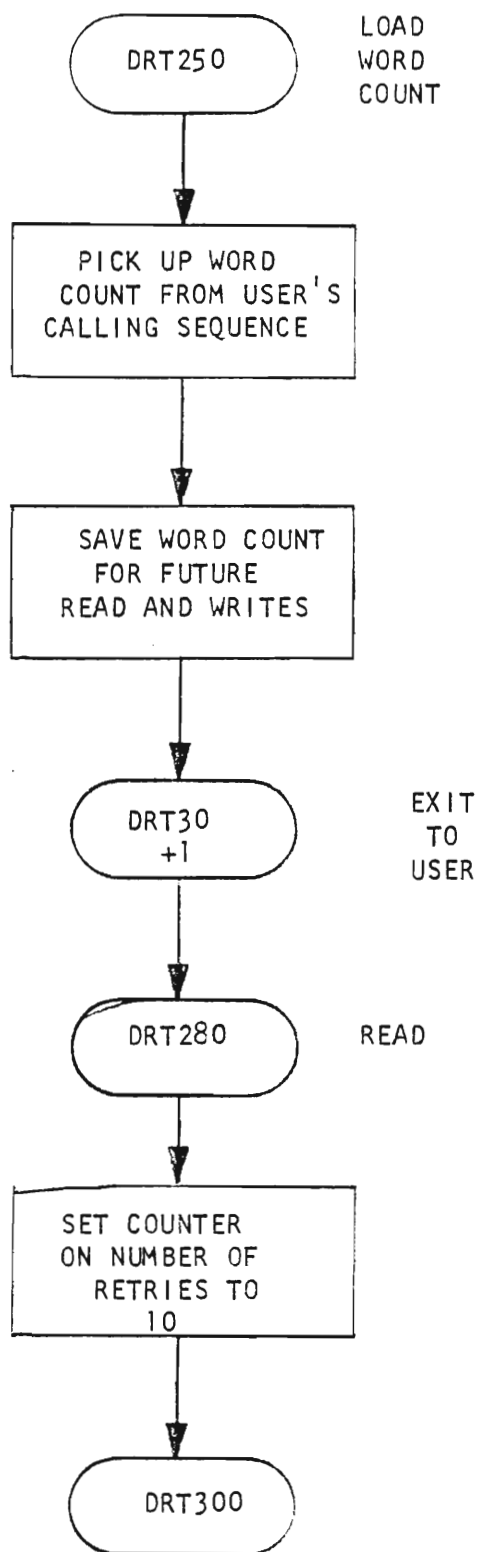 DRT250
LOAD
WORD
COUNT
PICK UP WORD
COUNT FROM USER'S
CALLING SEQUENCE
SAVE WORD COUNT
FOR FUTURE
READ AND WRITES
DRT30
+1
EXIT
TO
USER
DRT280
READ
SET COUNTER
ON NUMBER OF
RETRIES TO
10
DRT300